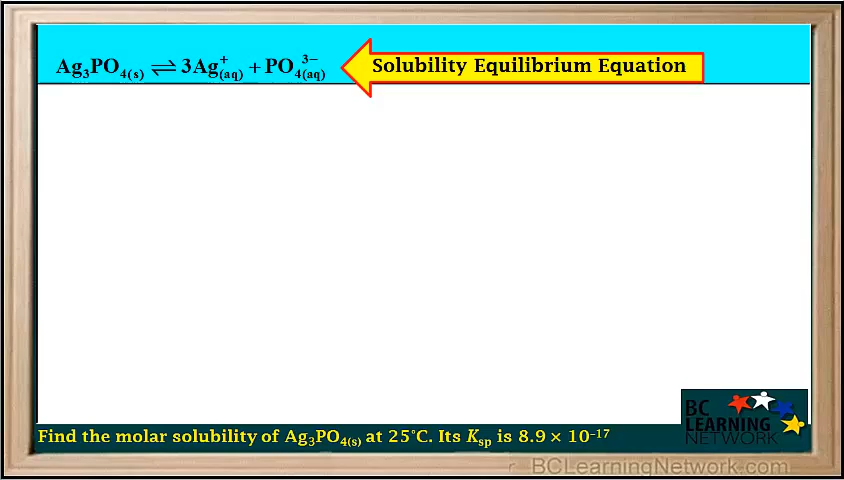 Ag₃PO₄₍ₛ₎ ⇌ 3Ag⁺₍aq₎ + PO₄³⁻₍aq₎
Solubility Equilibrium Equation
BC
LEARNING
NETWORK
Find the molar solubility of Ag₃PO₄₍ₛ₎ at 25°C. Its Kₛₚ is 8.9 × 10⁻¹⁷
BCLearningNetwork.com